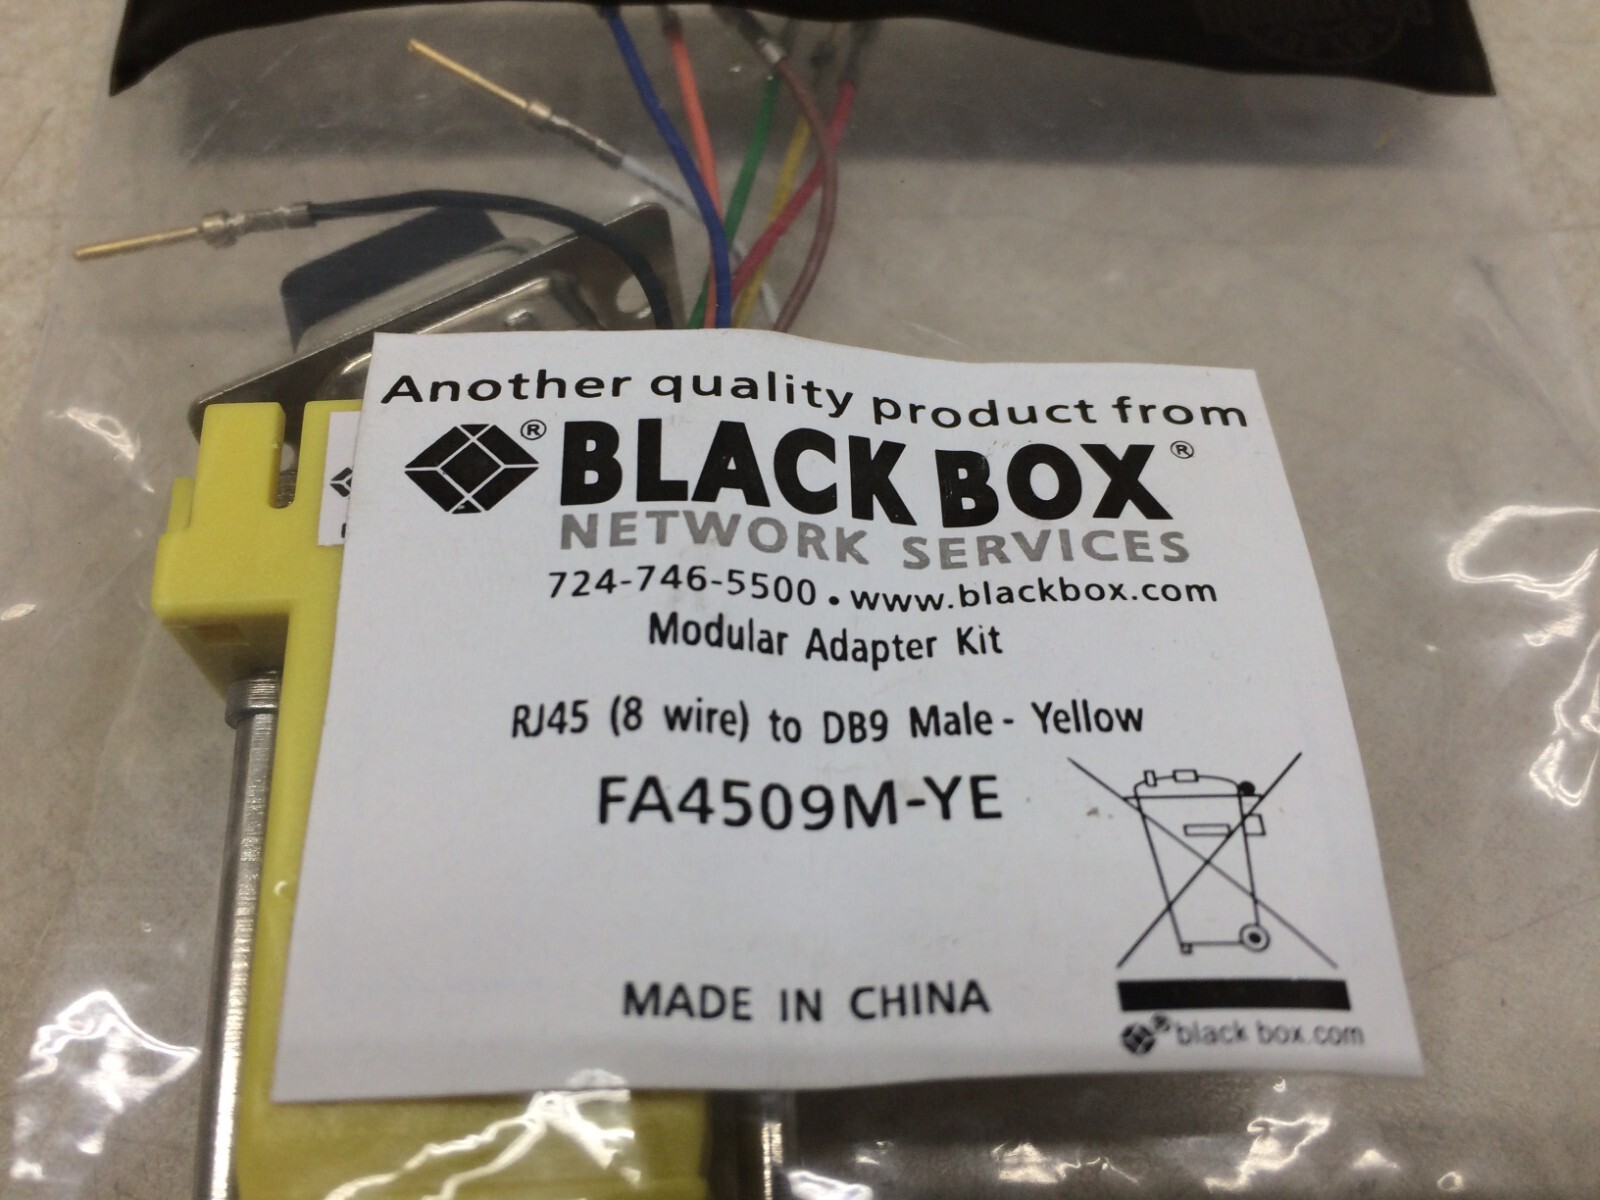 Another quality product from
® BLACK BOX ®
NETWORK SERVICES
724-746-5500 • www.blackbox.com
Modular Adapter Kit
RJ45 (8 wire) to DB9 Male - Yellow
FA4509M-YE
MADE IN CHINA
® black box.com